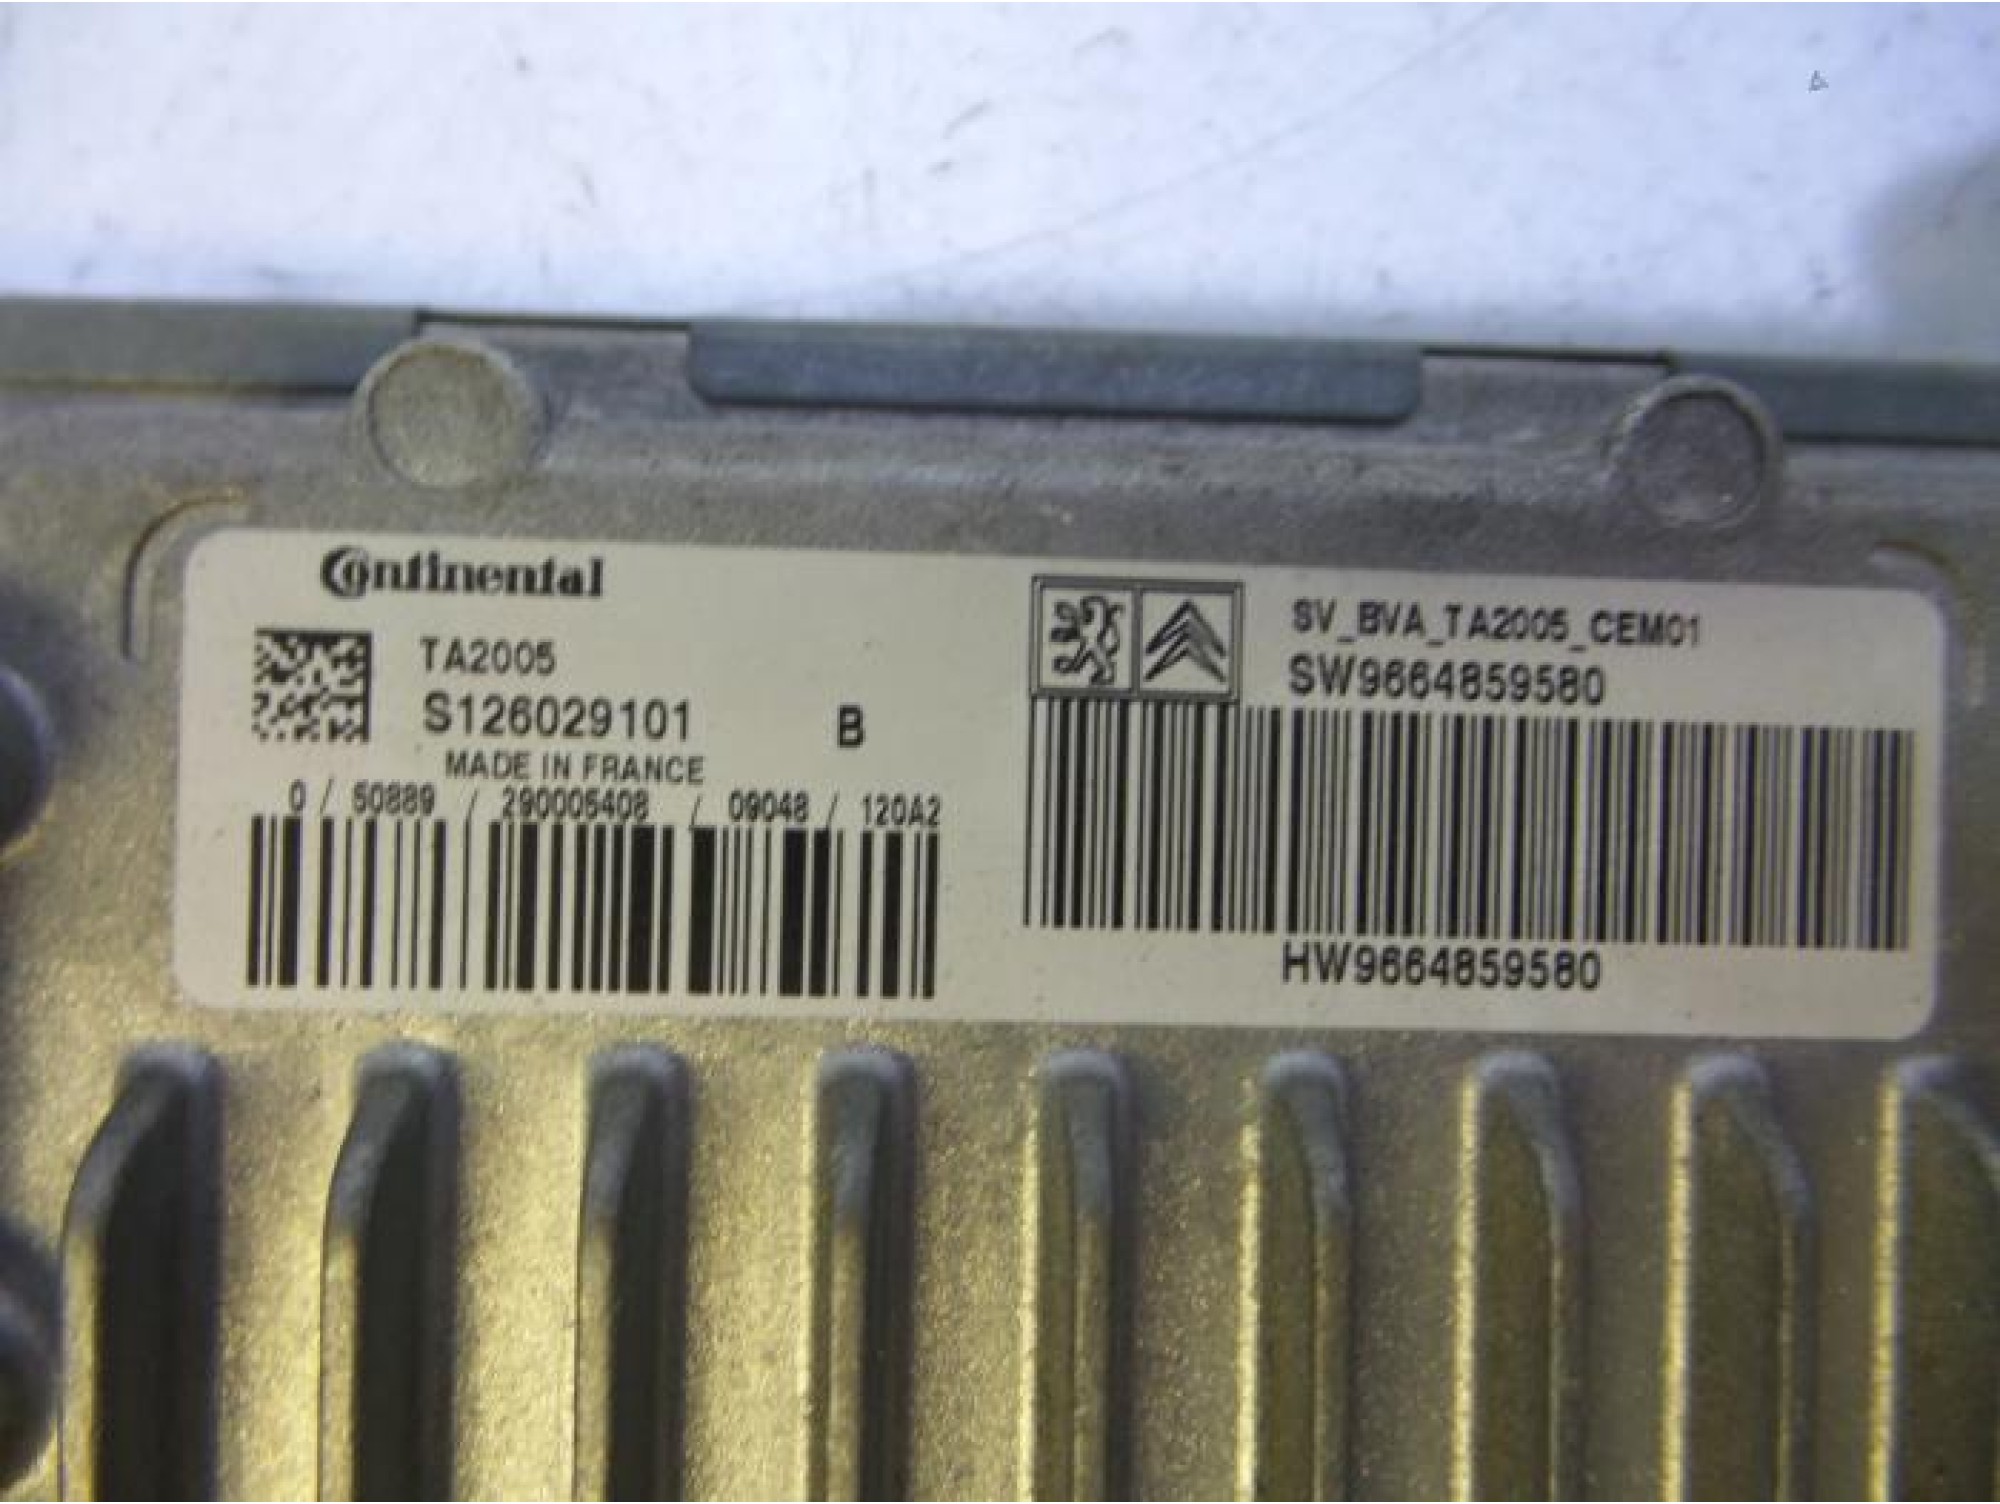 Continental
TA2005
S126029101 B
MADE IN FRANCE
0 / 50889 / 290005408 / 09048 / 120A2
SV_BVA_TA2005_CEM01
SW9664859580
HW9664859580